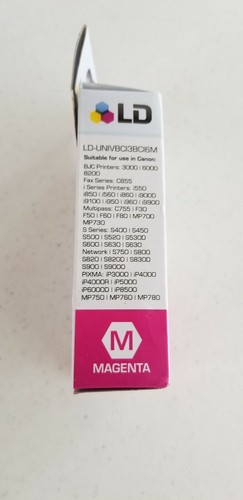 LD
LD-UNIVBCI3BCI6M
Suitable for use in Canon:
BJC Printers: 3000 | 6000
8200
Fax Series: C855
i Series Printers: i550
i850 | i560 | i860 | i9000
i9100 | i950 | i960 | i9900
Multipass: C755 | F30
F50 | F60 | F80 | MP700
MP730
S Series: S400 | S450
S500 | S520 | S530D
S600 | S630 | S630
Network | S750 | S800
S820 | S820D | S830D
S900 | S9000
PIXMA: iP3000 | iP4000
iP4000R | iP5000
iP6000D | iP8500
MP750 | MP760 | MP780
M
MAGENTA